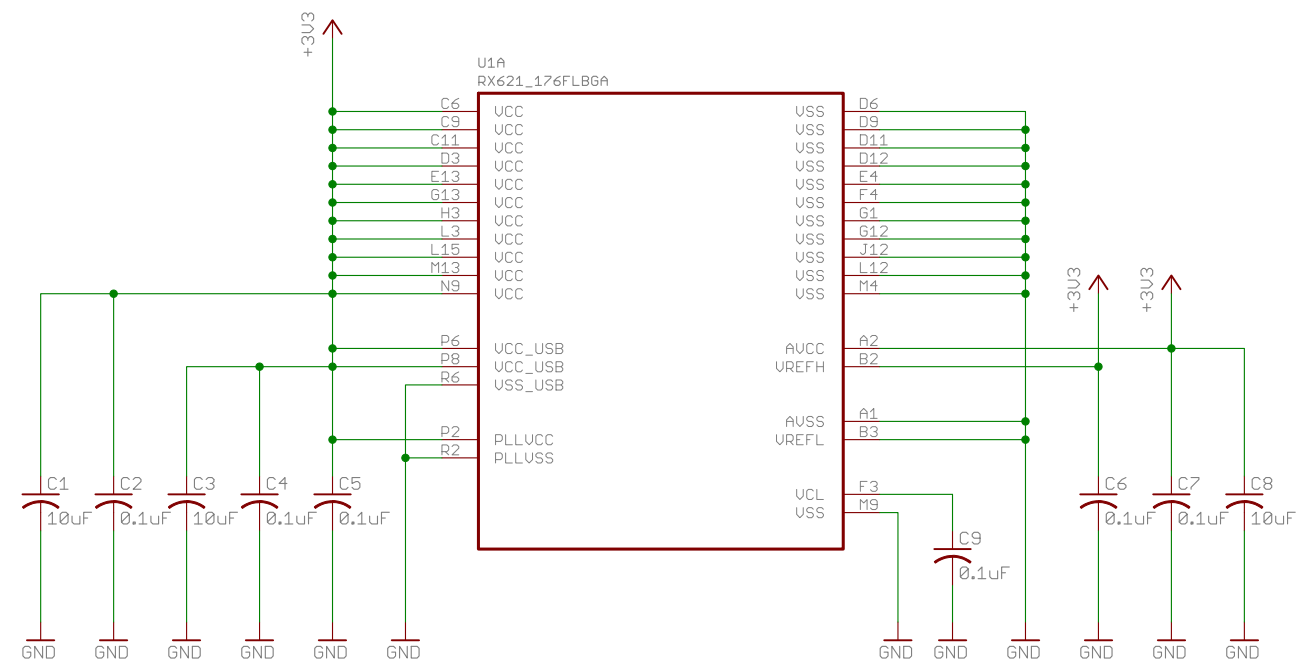 +3V3
U1A
RX621_176FLBGA
C6 VCC VSS D6
C9 VCC VSS D9
C11 VCC VSS D11
D3 VCC VSS D12
E13 VCC VSS E4
G13 VCC VSS F4
H3 VCC VSS G1
L3 VCC VSS G12
L15 VCC VSS J12
M13 VCC VSS L12
N9 VCC VSS M4
+3V3 +3V3
P6 VCC_USB AVCC A2
P8 VCC_USB VREFH B2
R6 VSS_USB
AVSS A1
P2 PLLVCC VREFL B3
R2 PLLVSS
C1 C2 C3 C4 C5 VCL F3 C6 C7 C8
10uF 0.1uF 10uF 0.1uF 0.1uF VSS M9 0.1uF 0.1uF 10uF
C9
0.1uF
GND GND GND GND GND GND GND GND GND GND GND GND